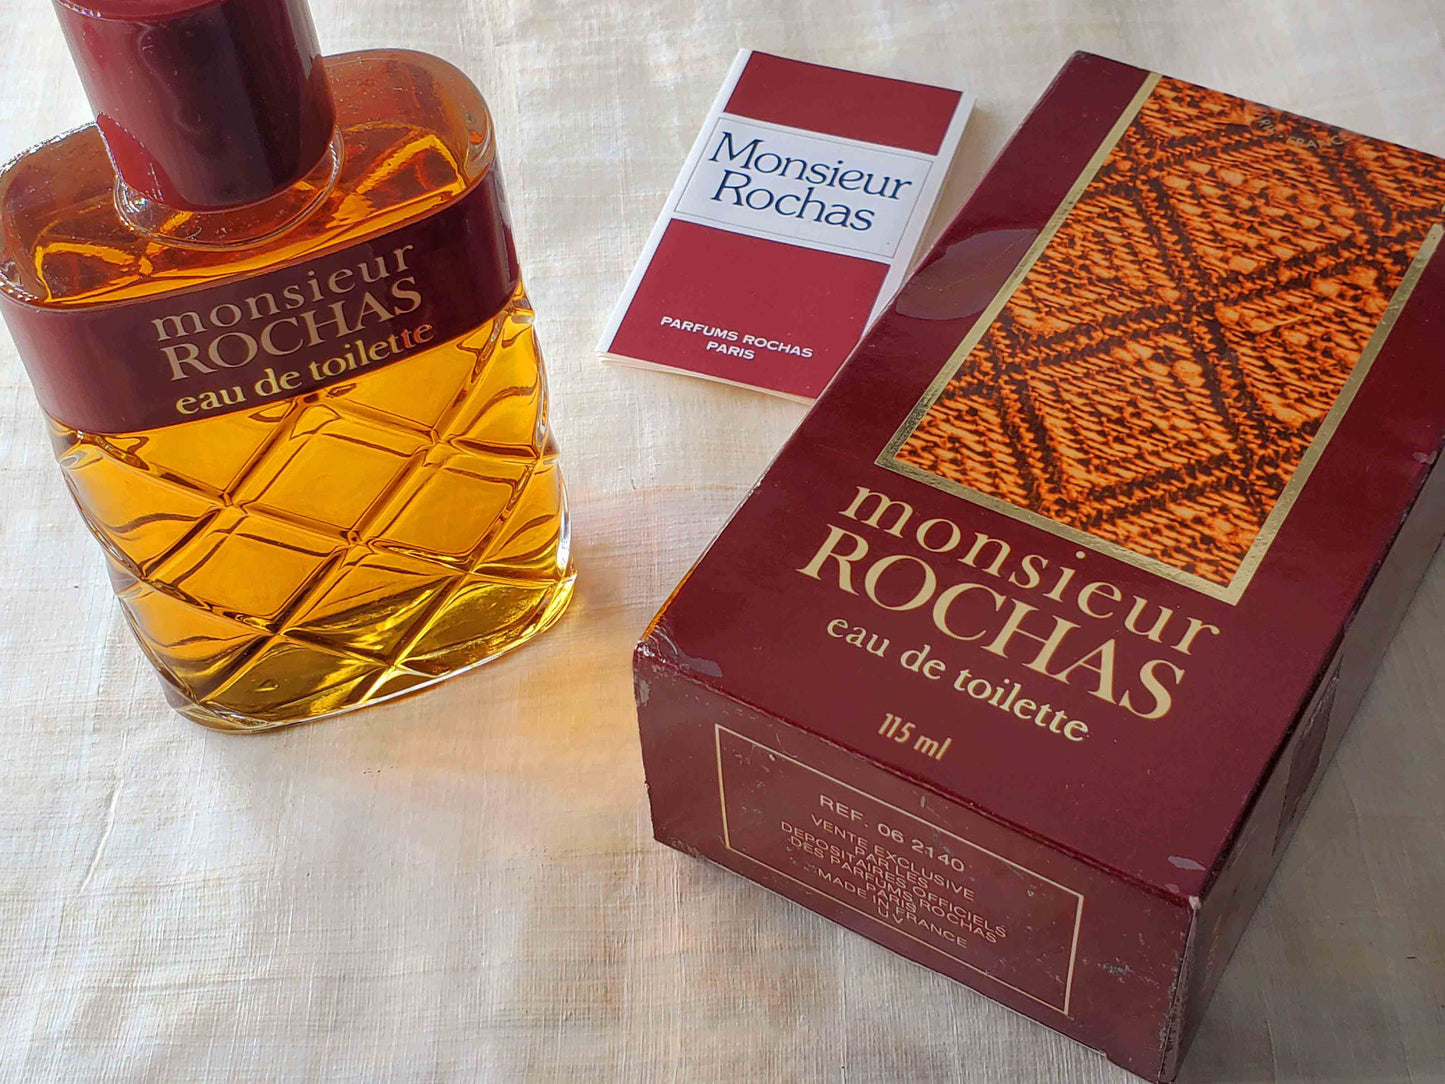 monsieur
ROCHAS
eau de toilette
Monsieur
Rochas
PARFUMS ROCHAS
PARIS
monsieur
ROCHAS
eau de toilette
115 ml
REF. 06 2140
VENTE EXCLUSIVE
PAR LES
DEPOSITAIRES OFFICIELS
DES PARFUMS ROCHAS
PARIS
MADE IN FRANCE
UV